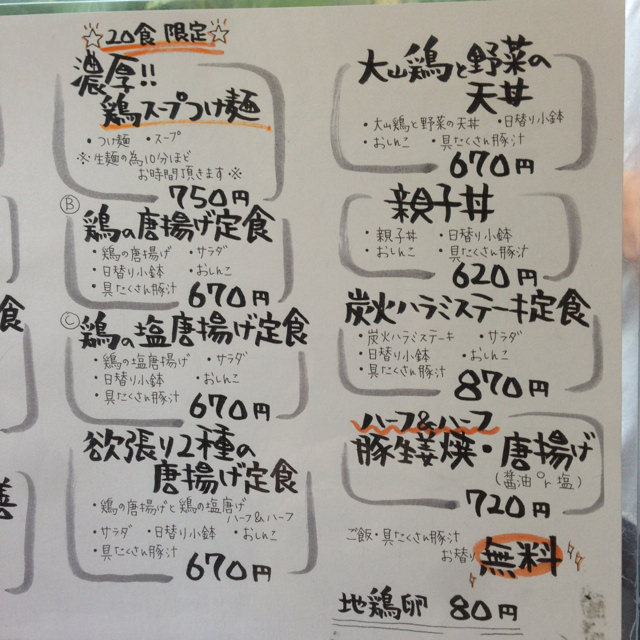 ☆20食 限定☆
濃厚!!
鶏スープつけ麺
・つけ麺 ・スープ
※生麺の為10分ほど
お時間頂きます※
750円
Ⓑ
鶏の唐揚げ定食
・鶏の唐揚げ ・サラダ
・日替り小鉢 ・おしんこ
・具たくさん豚汁
670円
Ⓒ
鶏の塩唐揚げ定食
・鶏の塩唐揚げ ・サラダ
・日替り小鉢 ・おしんこ
・具たくさん豚汁
670円
欲張り2種の
唐揚げ定食
・鶏の唐揚げと鶏の塩唐げ
ハーフ&ハーフ
・サラダ ・日替り小鉢 ・おしんこ
・具たくさん豚汁
670円
大山鶏と野菜の
天丼
・大山鶏と野菜の天丼 ・日替り小鉢
・おしんこ ・具たくさん豚汁
670円
親子丼
・親子丼 ・日替り小鉢
・おしんこ ・具たくさん豚汁
620円
炭火ハラミステーキ定食
・炭火ハラミステーキ ・サラダ
・日替り小鉢 ・おしんこ
・具たくさん豚汁
870円
ハーフ&ハーフ
豚生姜焼・唐揚げ
(醤油 or 塩)
720円
ご飯・具たくさん豚汁
お替り 無料
地鶏卵 80円
食
善